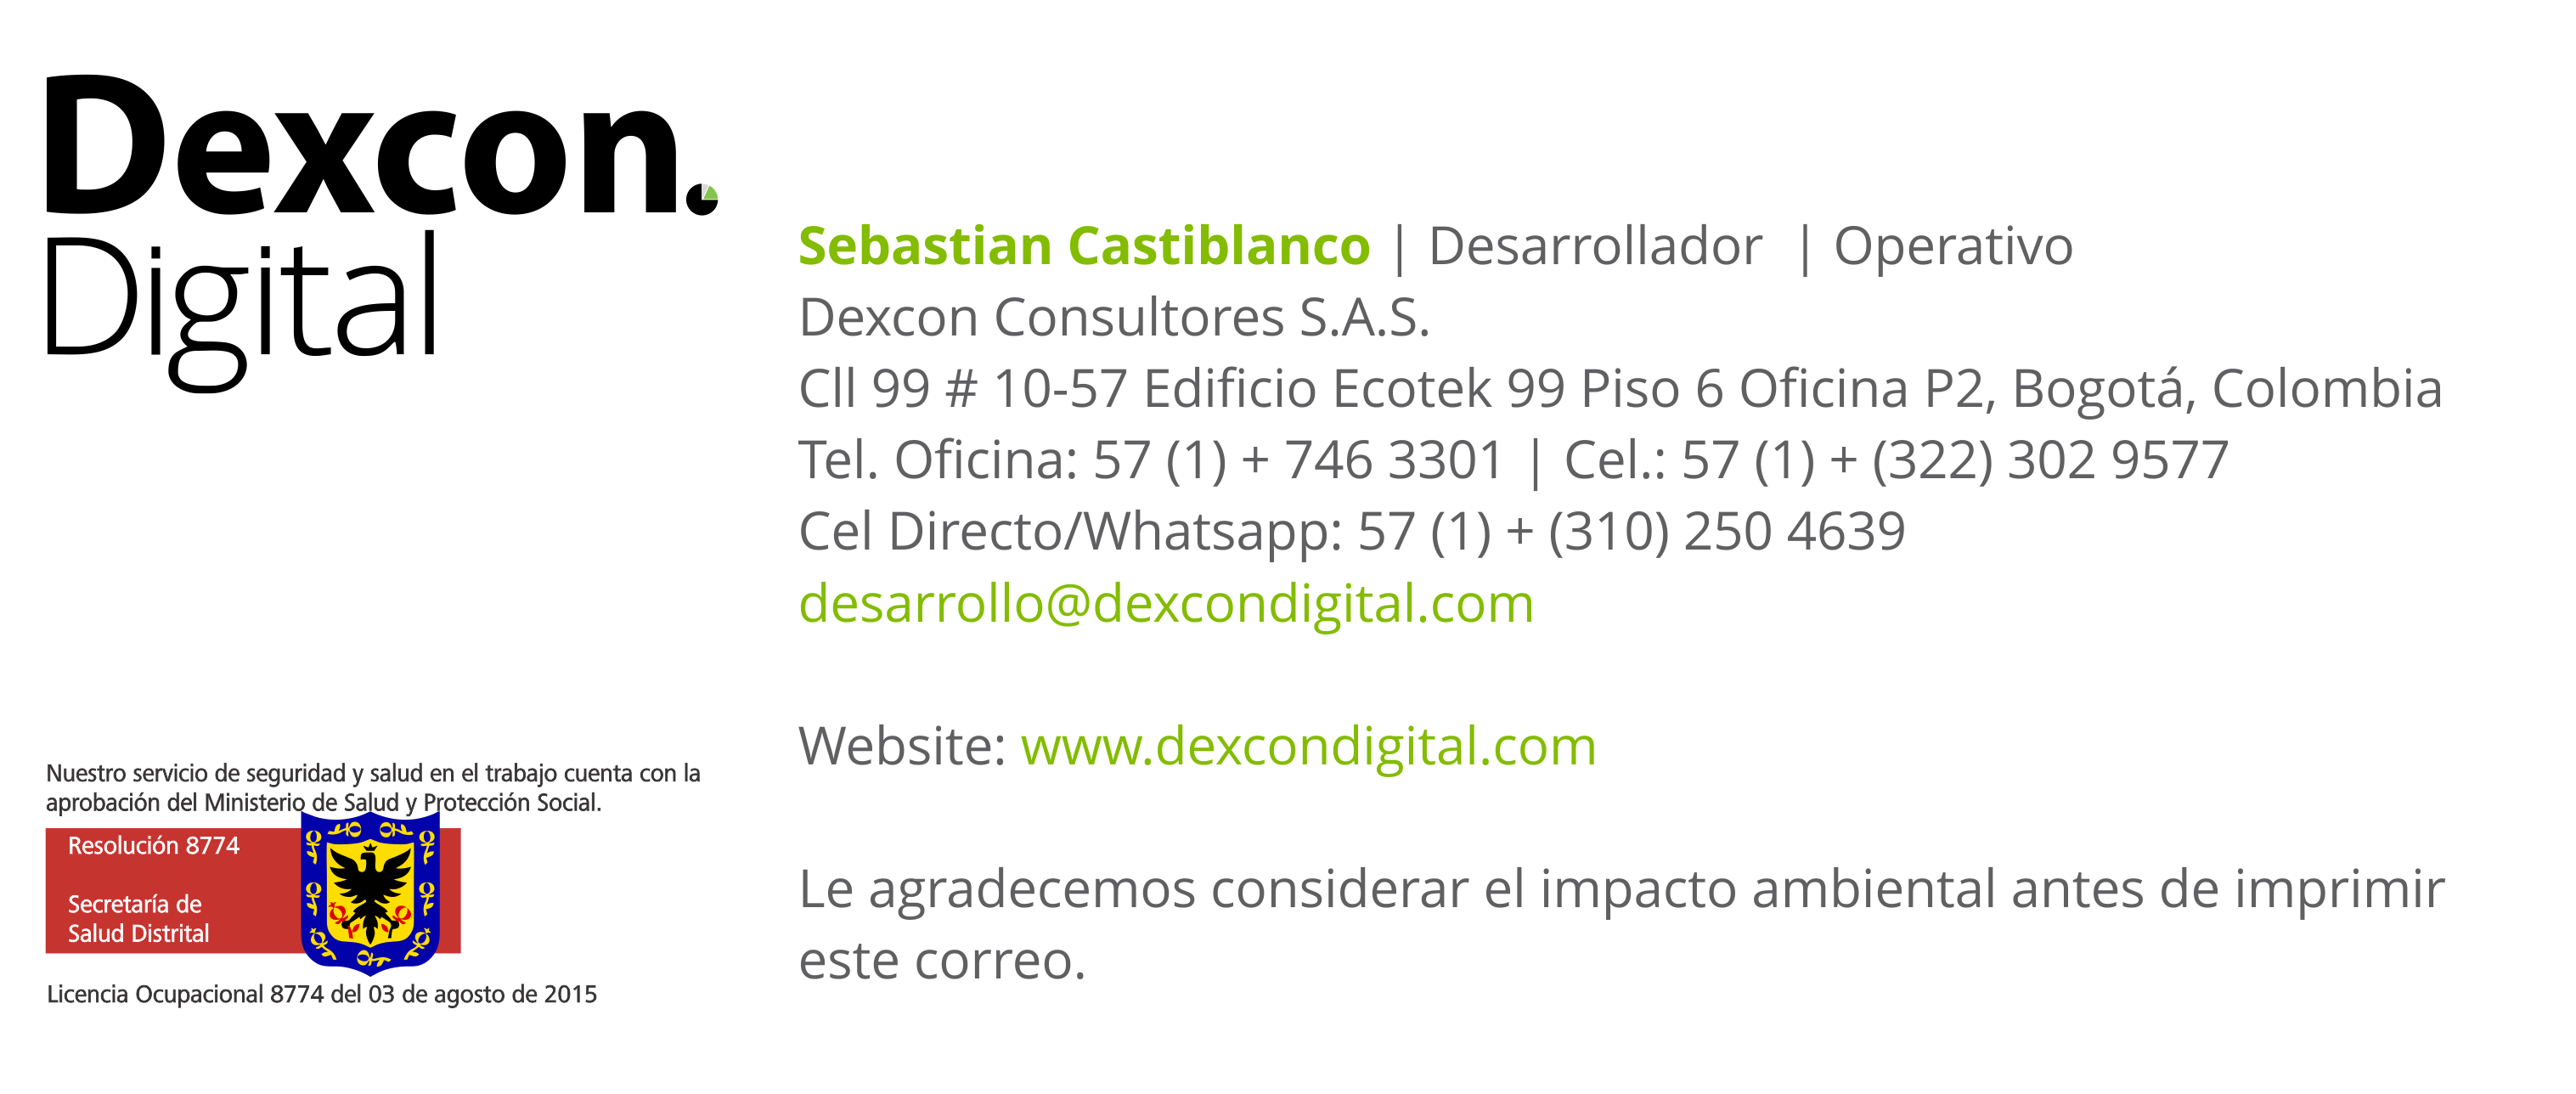 Dexcon.
Digital
Sebastian Castiblanco | Desarrollador | Operativo
Dexcon Consultores S.A.S.
Cll 99 # 10-57 Edificio Ecotek 99 Piso 6 Oficina P2, Bogotá, Colombia
Tel. Oficina: 57 (1) + 746 3301 | Cel.: 57 (1) + (322) 302 9577
Cel Directo/Whatsapp: 57 (1) + (310) 250 4639
desarrollo@dexcondigital.com
Website: www.dexcondigital.com
Le agradecemos considerar el impacto ambiental antes de imprimir
este correo.
Nuestro servicio de seguridad y salud en el trabajo cuenta con la
aprobación del Ministerio de Salud y Protección Social.
Resolución 8774
Secretaría de
Salud Distrital
Licencia Ocupacional 8774 del 03 de agosto de 2015